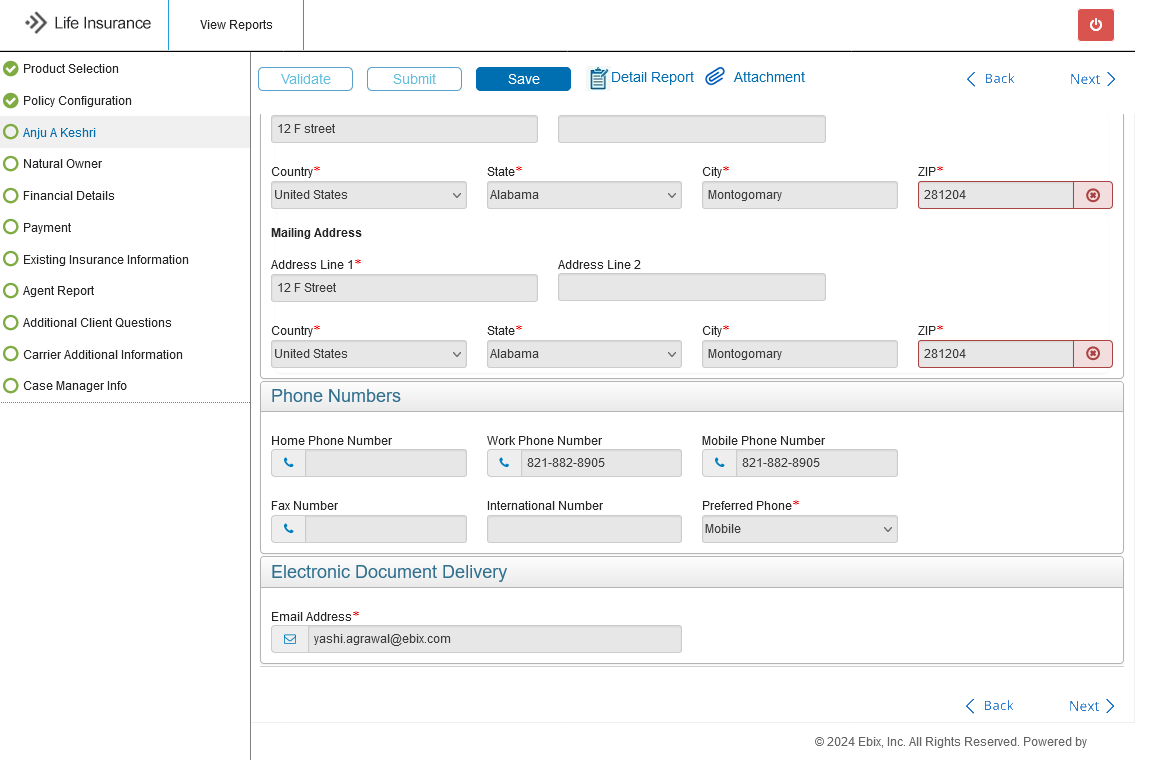 Life Insurance
View Reports
Product Selection
Policy Configuration
Anju A Keshri
Natural Owner
Financial Details
Payment
Existing Insurance Information
Agent Report
Additional Client Questions
Carrier Additional Information
Case Manager Info
Validate Submit Save Detail Report Attachment Back Next
12 F street
Country* State* City* ZIP*
United States Alabama Montogomary 281204
Mailing Address
Address Line 1* Address Line 2
12 F Street
Country* State* City* ZIP*
United States Alabama Montogomary 281204
Phone Numbers
Home Phone Number Work Phone Number Mobile Phone Number
821-882-8905 821-882-8905
Fax Number International Number Preferred Phone*
Mobile
Electronic Document Delivery
Email Address*
yashi.agrawal@ebix.com
Back Next
© 2024 Ebix, Inc. All Rights Reserved. Powered by